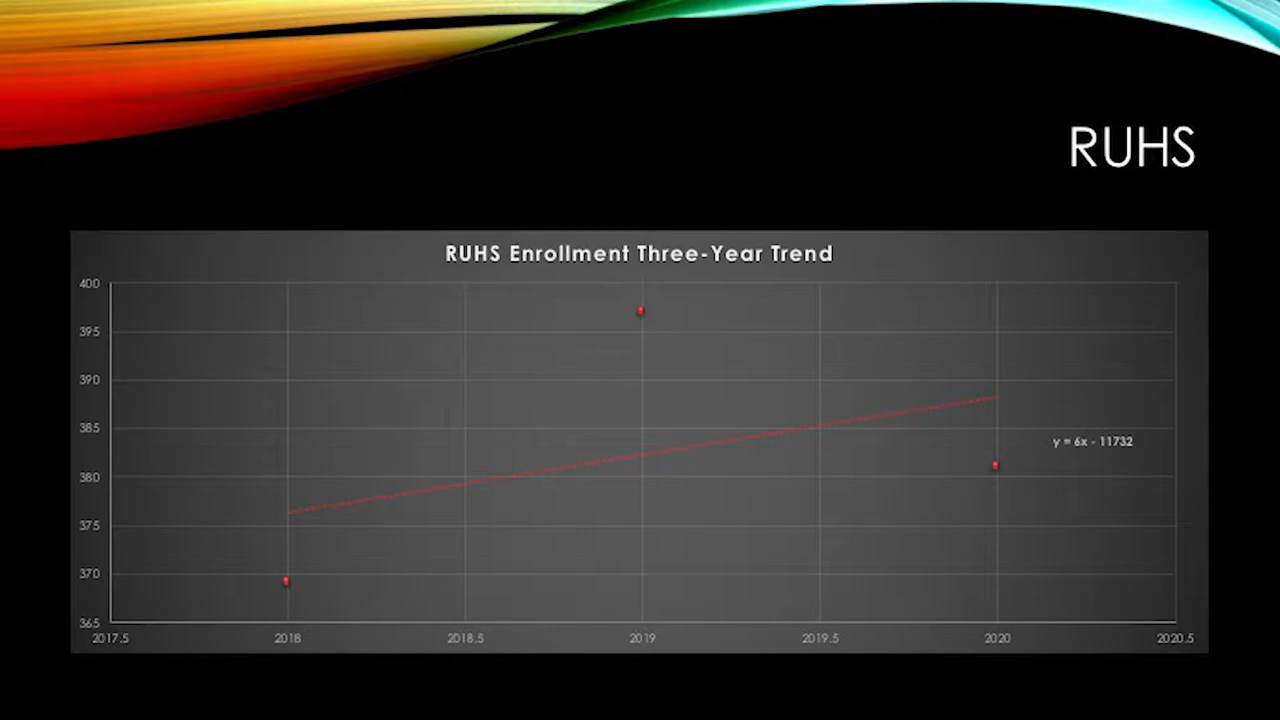 RUHS
RUHS Enrollment Three-Year Trend
400
395
390
385
y = 6x - 11732
380
375
370
365
2017.5 2018 2018.5 2019 2019.5 2020 2020.5